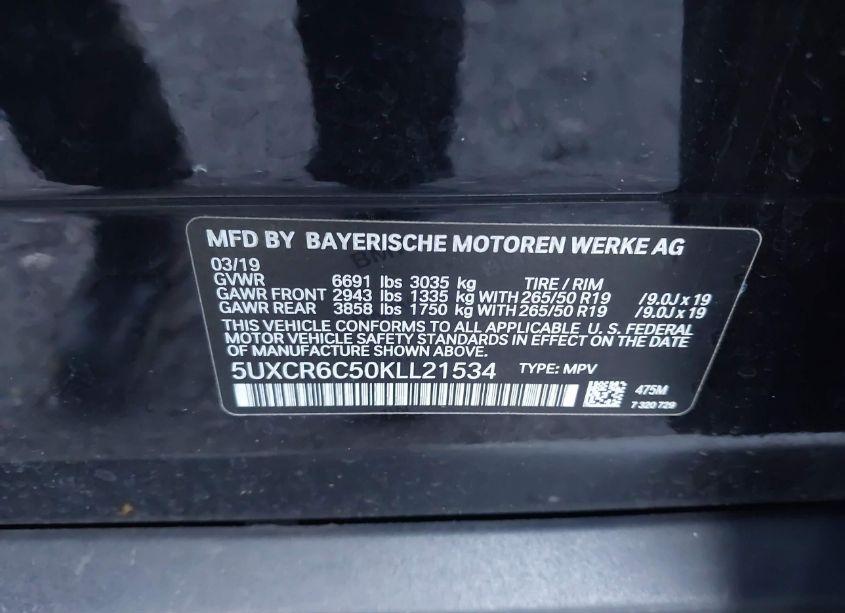 MFD BY BAYERISCHE MOTOREN WERKE AG
03/19
GVWR 6691 lbs 3035 kg TIRE / RIM
GAWR FRONT 2943 lbs 1335 kg WITH 265/50 R19 /9.0J x 19
GAWR REAR 3858 lbs 1750 kg WITH 265/50 R19 /9.0J x 19
THIS VEHICLE CONFORMS TO ALL APPLICABLE U. S. FEDERAL
MOTOR VEHICLE SAFETY STANDARDS IN EFFECT ON THE DATE
OF MANUFACTURE SHOWN ABOVE.
5UXCR6C50KLL21534 TYPE: MPV
475M
7 320 729